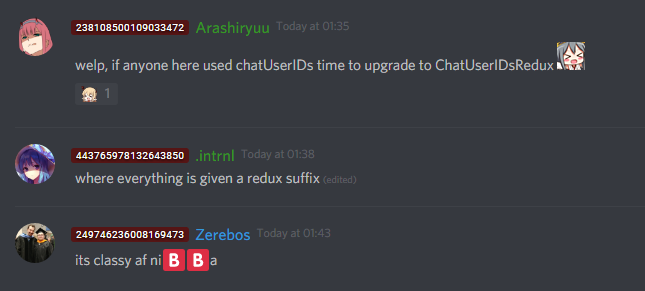 238108500109033472 Arashiryuu Today at 01:35
welp, if anyone here used chatUserIDs time to upgrade to ChatUserIDsRedux
1
443765978132643850 .intrnl Today at 01:38
where everything is given a redux suffix (edited)
249746236008169473 Zerebos Today at 01:43
its classy af ni🅱🅱a